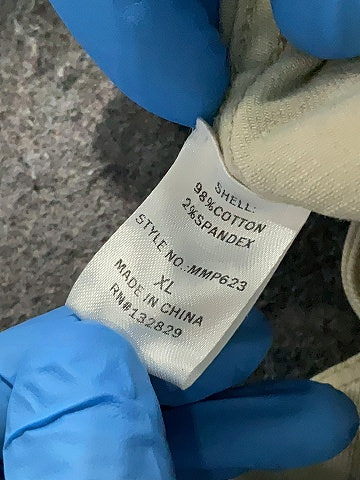 SHELL:
98%COTTON
2%SPANDEX
STYLE NO.:MMP623
XL
MADE IN CHINA
RN#132829